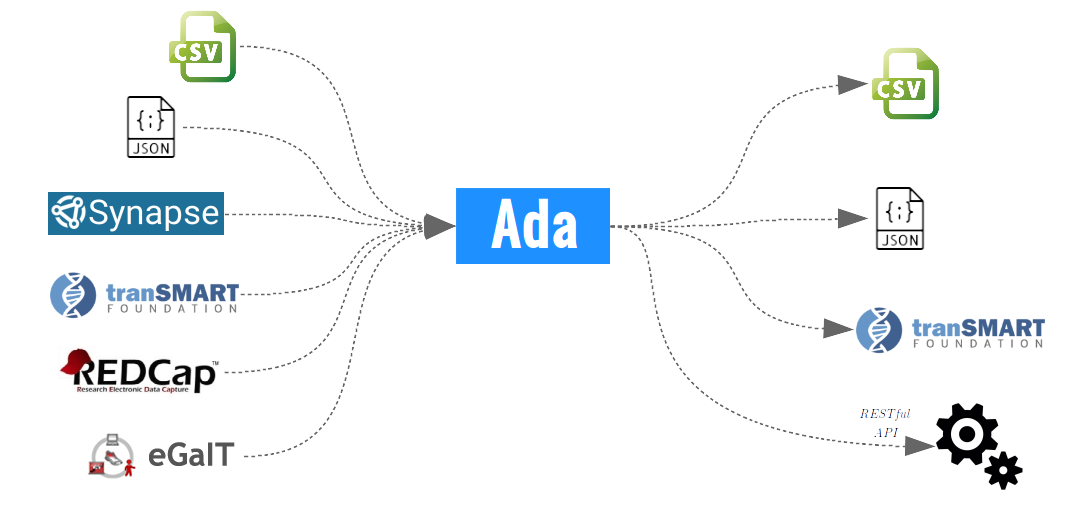 CSV
{;}
JSON
Synapse
tranSMART
FOUNDATION
REDCap™
Research Electronic Data Capture
eGaIT
Ada
CSV
{;}
JSON
tranSMART
FOUNDATION
RESTful
API